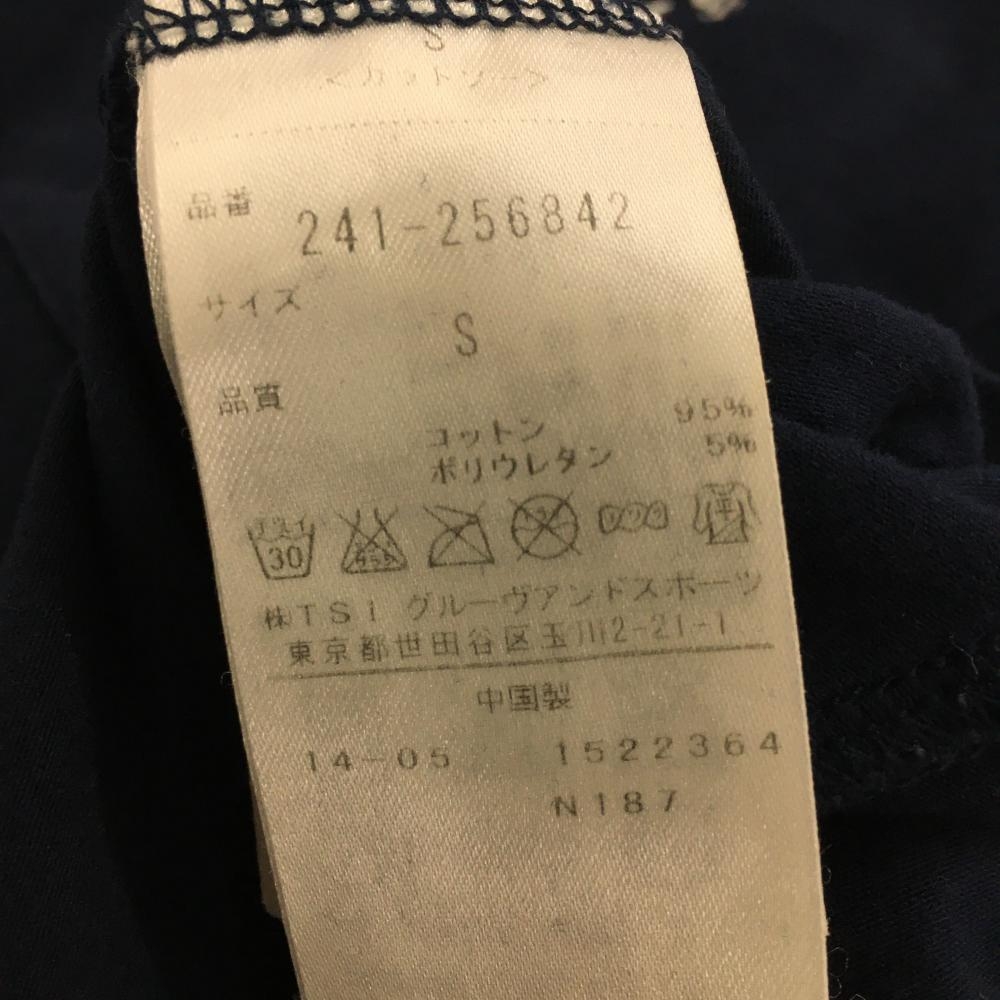 S
<カットソー>
品番 241-256842
サイズ
S
品質
コットン 95%
ポリウレタン 5%
30
平
㈱TSI グルーヴアンドスポーツ
東京都世田谷区玉川2-21-1
中国製
14-05 1522364
N187